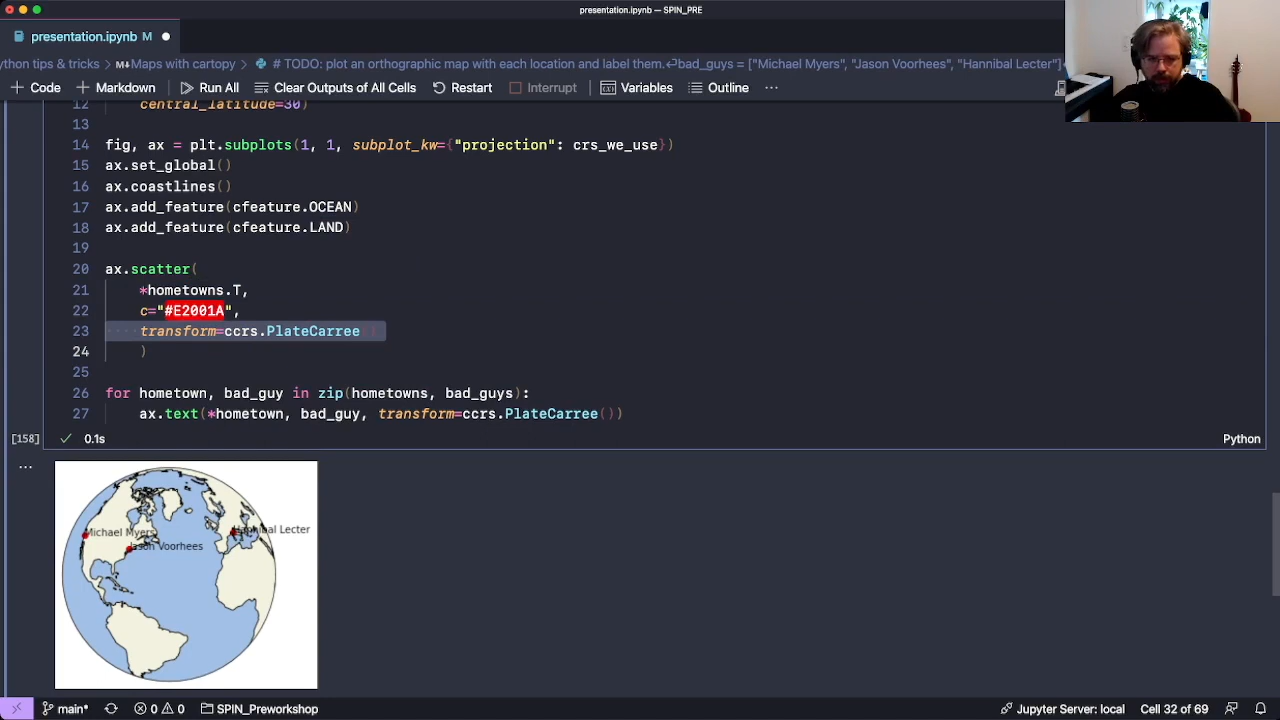 presentation.ipynb — SPIN_PRE
presentation.ipynb M
ython tips & tricks > M↓Maps with cartopy > # TODO: plot an orthographic map with each location and label them.↵bad_guys = ["Michael Myers", "Jason Voorhees", "Hannibal Lecter"]
+ Code + Markdown Run All Clear Outputs of All Cells Restart Interrupt Variables Outline ...
12 central_latitude=30)
13
14 fig, ax = plt.subplots(1, 1, subplot_kw={"projection": crs_we_use})
15 ax.set_global()
16 ax.coastlines()
17 ax.add_feature(cfeature.OCEAN)
18 ax.add_feature(cfeature.LAND)
19
20 ax.scatter(
21 *hometowns.T,
22 c="#E2001A",
23 transform=ccrs.PlateCarree()
24 )
25
26 for hometown, bad_guy in zip(hometowns, bad_guys):
27 ax.text(*hometown, bad_guy, transform=ccrs.PlateCarree())
[158] ✓ 0.1s Python
...
Michael Myers
Hannibal Lecter
Jason Voorhees
main* 0 0 SPIN_Preworkshop Jupyter Server: local Cell 32 of 69